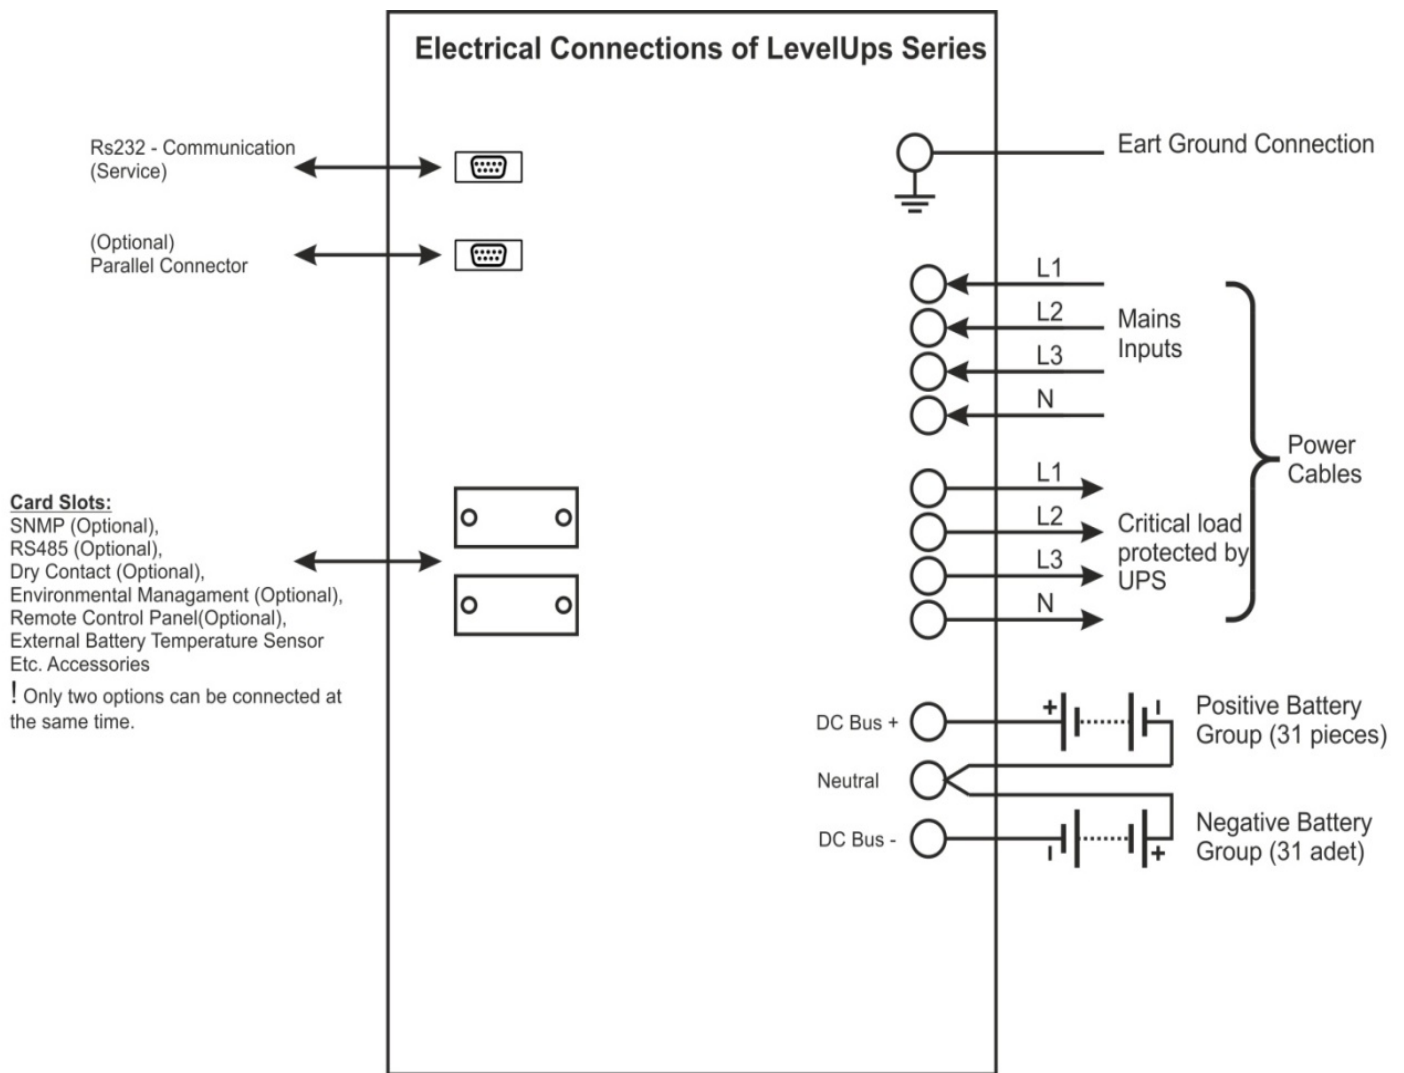 Electrical Connections of LevelUps Series
Rs232 - Communication
(Service)
(Optional)
Parallel Connector
Card Slots:
SNMP (Optional),
RS485 (Optional),
Dry Contact (Optional),
Environmental Managament (Optional),
Remote Control Panel(Optional),
External Battery Temperature Sensor
Etc. Accessories
! Only two options can be connected at
the same time.
Eart Ground Connection
L1
L2
L3
N
Mains
Inputs
L1
L2
L3
N
Critical load
protected by
UPS
Power
Cables
DC Bus +
Neutral
DC Bus -
+
-
Positive Battery
Group (31 pieces)
-
+
Negative Battery
Group (31 adet)